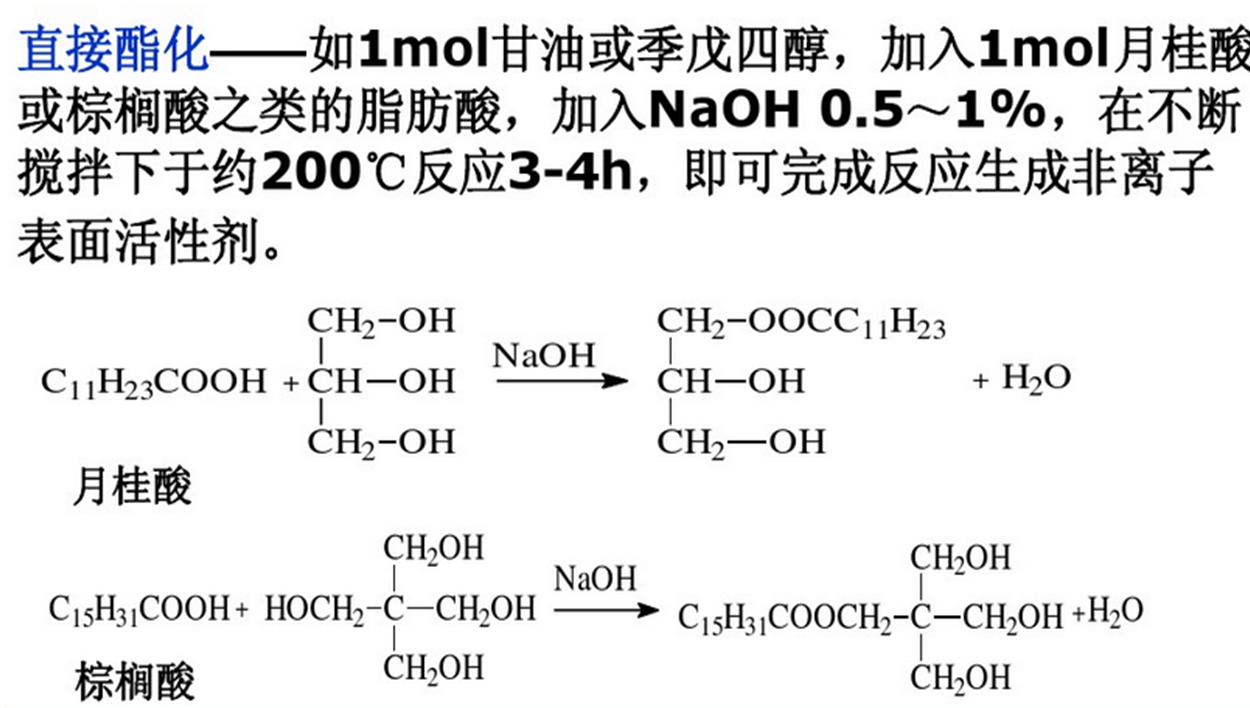 直接酯化——如1mol甘油或季戊四醇，加入1mol月桂酸
或棕榈酸之类的脂肪酸，加入NaOH 0.5～1%，在不断
搅拌下于约200℃反应3-4h，即可完成反应生成非离子
表面活性剂。
CH2-OH CH2-OOCC11H23
C11H23COOH + CH—OH NaOH CH—OH + H2O
CH2-OH CH2—OH
月桂酸
CH2OH CH2OH
C15H31COOH+ HOCH2-C—CH2OH NaOH C15H31COOCH2-C—CH2OH +H2O
CH2OH CH2OH
棕榈酸